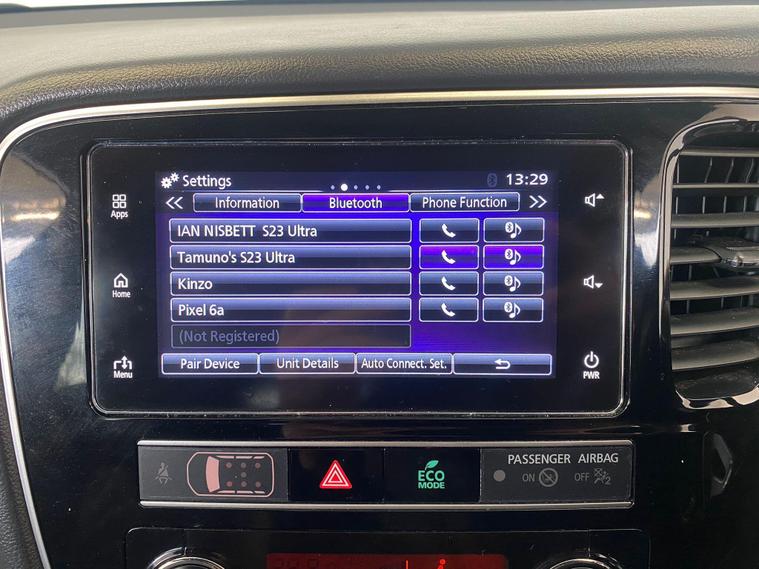 Settings 13:29
<< Information Bluetooth Phone Function >>
Apps
IAN NISBETT S23 Ultra
Tamuno's S23 Ultra
Kinzo
Home
Pixel 6a
(Not Registered)
Menu
Pair Device Unit Details Auto Connect. Set.
PWR
PASSENGER AIRBAG
ECO
MODE
ON OFF 2